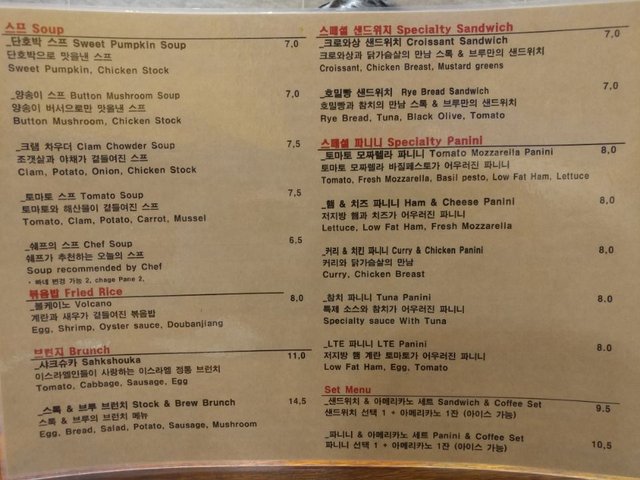 스프 Soup
_단호박 스프 Sweet Pumpkin Soup 7,0
단호박으로 맛을낸 스프
Sweet Pumpkin, Chicken Stock
_양송이 스프 Button Mushroom Soup 7,0
양송이 버서으로만 맛을낸 스프
Button Mushroom, Chicken Stock
_크램 차우더 Clam Chowder Soup 7,5
조갯살과 야채가 곁들여진 스프
Clam, Potato, Onion, Chicken Stock
_토마토 스프 Tomato Soup 7,5
토마토와 해산물이 곁들여진 스프
Tomato, Clam, Potato, Carrot, Mussel
_쉐프의 스프 Chef Soup 6,5
쉐프가 추천하는 오늘의 스프
Soup recommended by Chef
* 빠네 변경 가능 2, chage Pane 2,
볶음밥 Fried Rice
_볼케이노 Volcano 8,0
계란과 새우가 곁들여진 볶음밥
Egg, Shrimp, Oyster sauce, Doubanjiang
브런치 Brunch
_샤크슈카 Sahkshouka 11,0
이스라엘인들이 사랑하는 이스라엘 정통 브런치
Tomato, Cabbage, Sausage, Egg
_스톡 & 브루 브런치 Stock & Brew Brunch 14,5
스톡 & 브루의 브런치 메뉴
Egg, Bread, Salad, Potato, Sausage, Mushroom
스페셜 샌드위치 Specialty Sandwich
_크로와상 샌드위치 Croissant Sandwich 7,0
크로와상과 닭가슴살의 만남 스톡 & 브루만의 샌드위치
Croissant, Chicken Breast, Mustard greens
_호밀빵 샌드위치 Rye Bread Sandwich 7,0
호밀빵과 참치의 만남 스톡 & 브루만의 샌드위치
Rye Bread, Tuna, Black Olive, Tomato
스페셜 파니니 Specialty Panini
_토마토 모짜렐라 파니니 Tomato Mozzarella Panini 8,0
토마토 모짜렐라 바질페스토가 어우러진 파니니
Tomato, Fresh Mozzarella, Basil pesto, Low Fat Ham, Lettuce
_햄 & 치즈 파니니 Ham & Cheese Panini 8,0
저지방 햄과 치즈가 어우러진 파니니
Lettuce, Low Fat Ham, Fresh Mozzarella
_커리 & 치킨 파니니 Curry & Chicken Panini 8,0
커리와 닭가슴살의 만남
Curry, Chicken Breast
_참치 파니니 Tuna Panini 8.0
특제 소스와 참치가 어우러진 파니니
Specialty sauce With Tuna
_LTE 파니니 LTE Panini 8.0
저지방 햄 계란 토마토가 어우러진 파니니
Low Fat Ham, Egg, Tomato
Set Menu
_샌드위치 & 아메리카노 세트 Sandwich & Coffee Set 9.5
샌드위치 선택 1 + 아메리카노 1잔 (아이스 가능)
_파니니 & 아메리카노 세트 Panini & Coffee Set 10,5
파니니 선택 1 + 아메리카노 1잔 (아이스 가능)